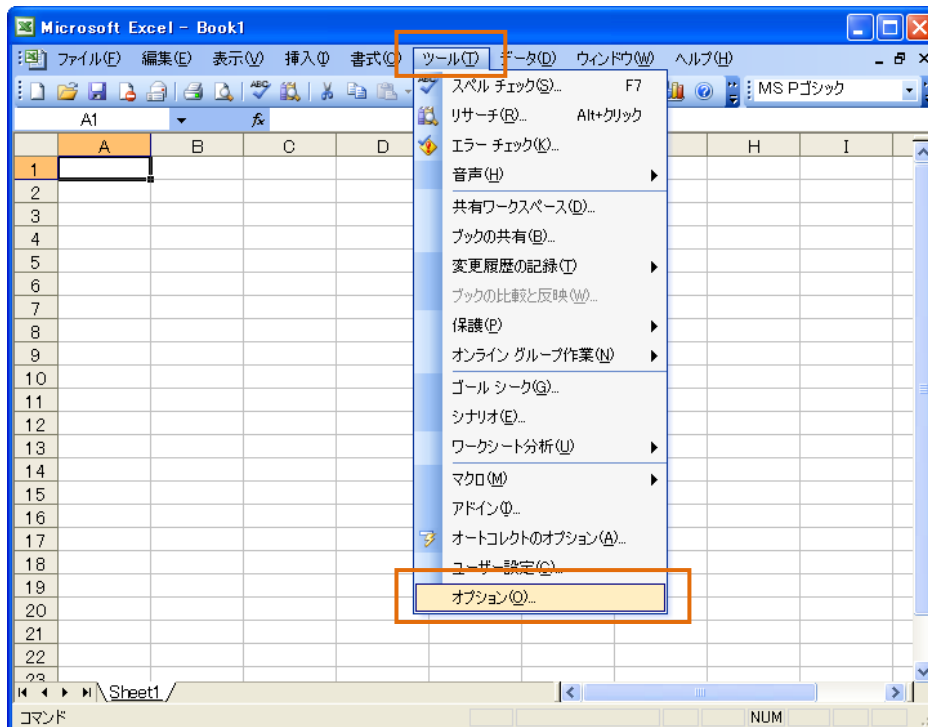 Microsoft Excel - Book1
ファイル(F) 編集(E) 表示(V) 挿入(I) 書式(O) ツール(T) データ(D) ウィンドウ(W) ヘルプ(H)
MS Pゴシック
A1 fx
A B C D H I
スペル チェック(S)... F7
リサーチ(R)... Alt+クリック
エラー チェック(K)...
音声(H)
共有ワークスペース(D)...
ブックの共有(B)...
変更履歴の記録(T)
ブックの比較と反映(W)...
保護(P)
オンライン グループ作業(N)
ゴール シーク(G)...
シナリオ(E)...
ワークシート分析(U)
マクロ(M)
アドイン(I)...
オートコレクトのオプション(A)...
ユーザー設定(C)...
オプション(O)...
1
2
3
4
5
6
7
8
9
10
11
12
13
14
15
16
17
18
19
20
21
22
23
Sheet1
コマンド NUM